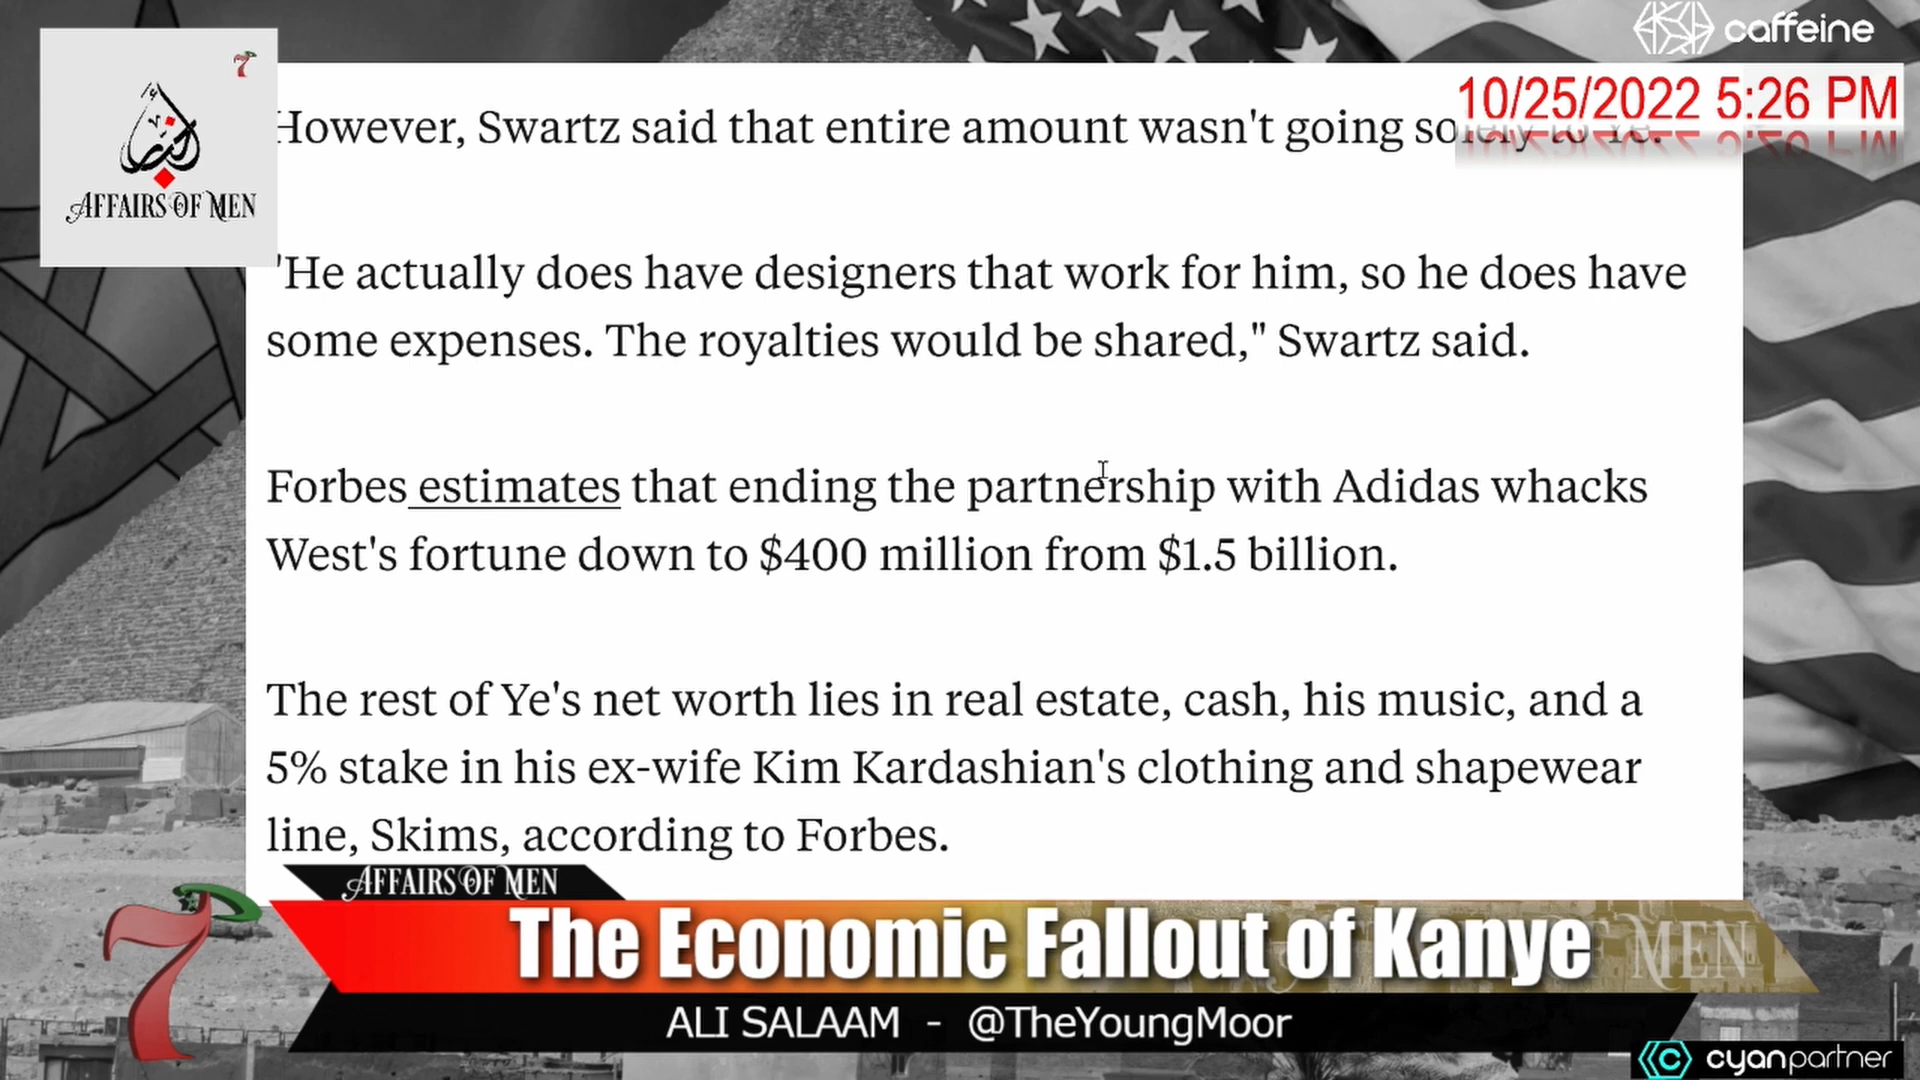 caffeine
10/25/2022 5:26 PM
AFFAIRS OF MEN
However, Swartz said that entire amount wasn't going solely to Ye.
"He actually does have designers that work for him, so he does have
some expenses. The royalties would be shared," Swartz said.
Forbes estimates that ending the partnership with Adidas whacks
West's fortune down to $400 million from $1.5 billion.
The rest of Ye's net worth lies in real estate, cash, his music, and a
5% stake in his ex-wife Kim Kardashian's clothing and shapewear
line, Skims, according to Forbes.
AFFAIRS OF MEN
The Economic Fallout of Kanye
MEN
ALI SALAAM - @TheYoungMoor
7
cyanpartner